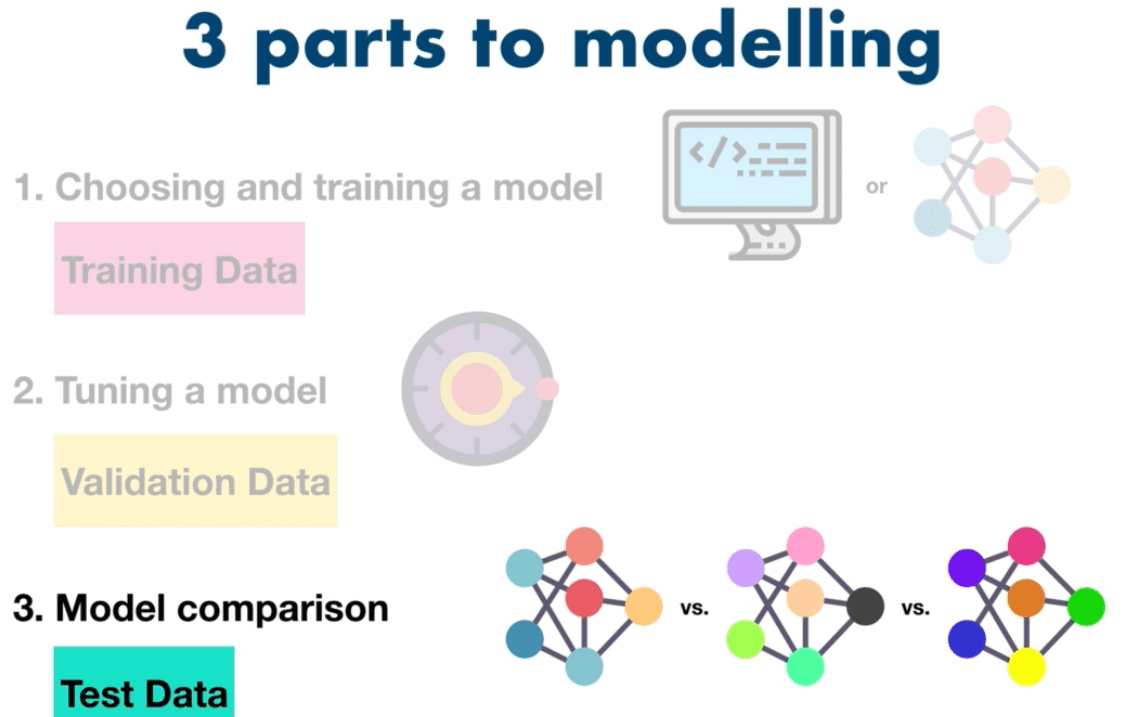 3 parts to modelling
</>
1. Choosing and training a model
or
Training Data
2. Tuning a model
Validation Data
3. Model comparison
vs.
vs.
Test Data